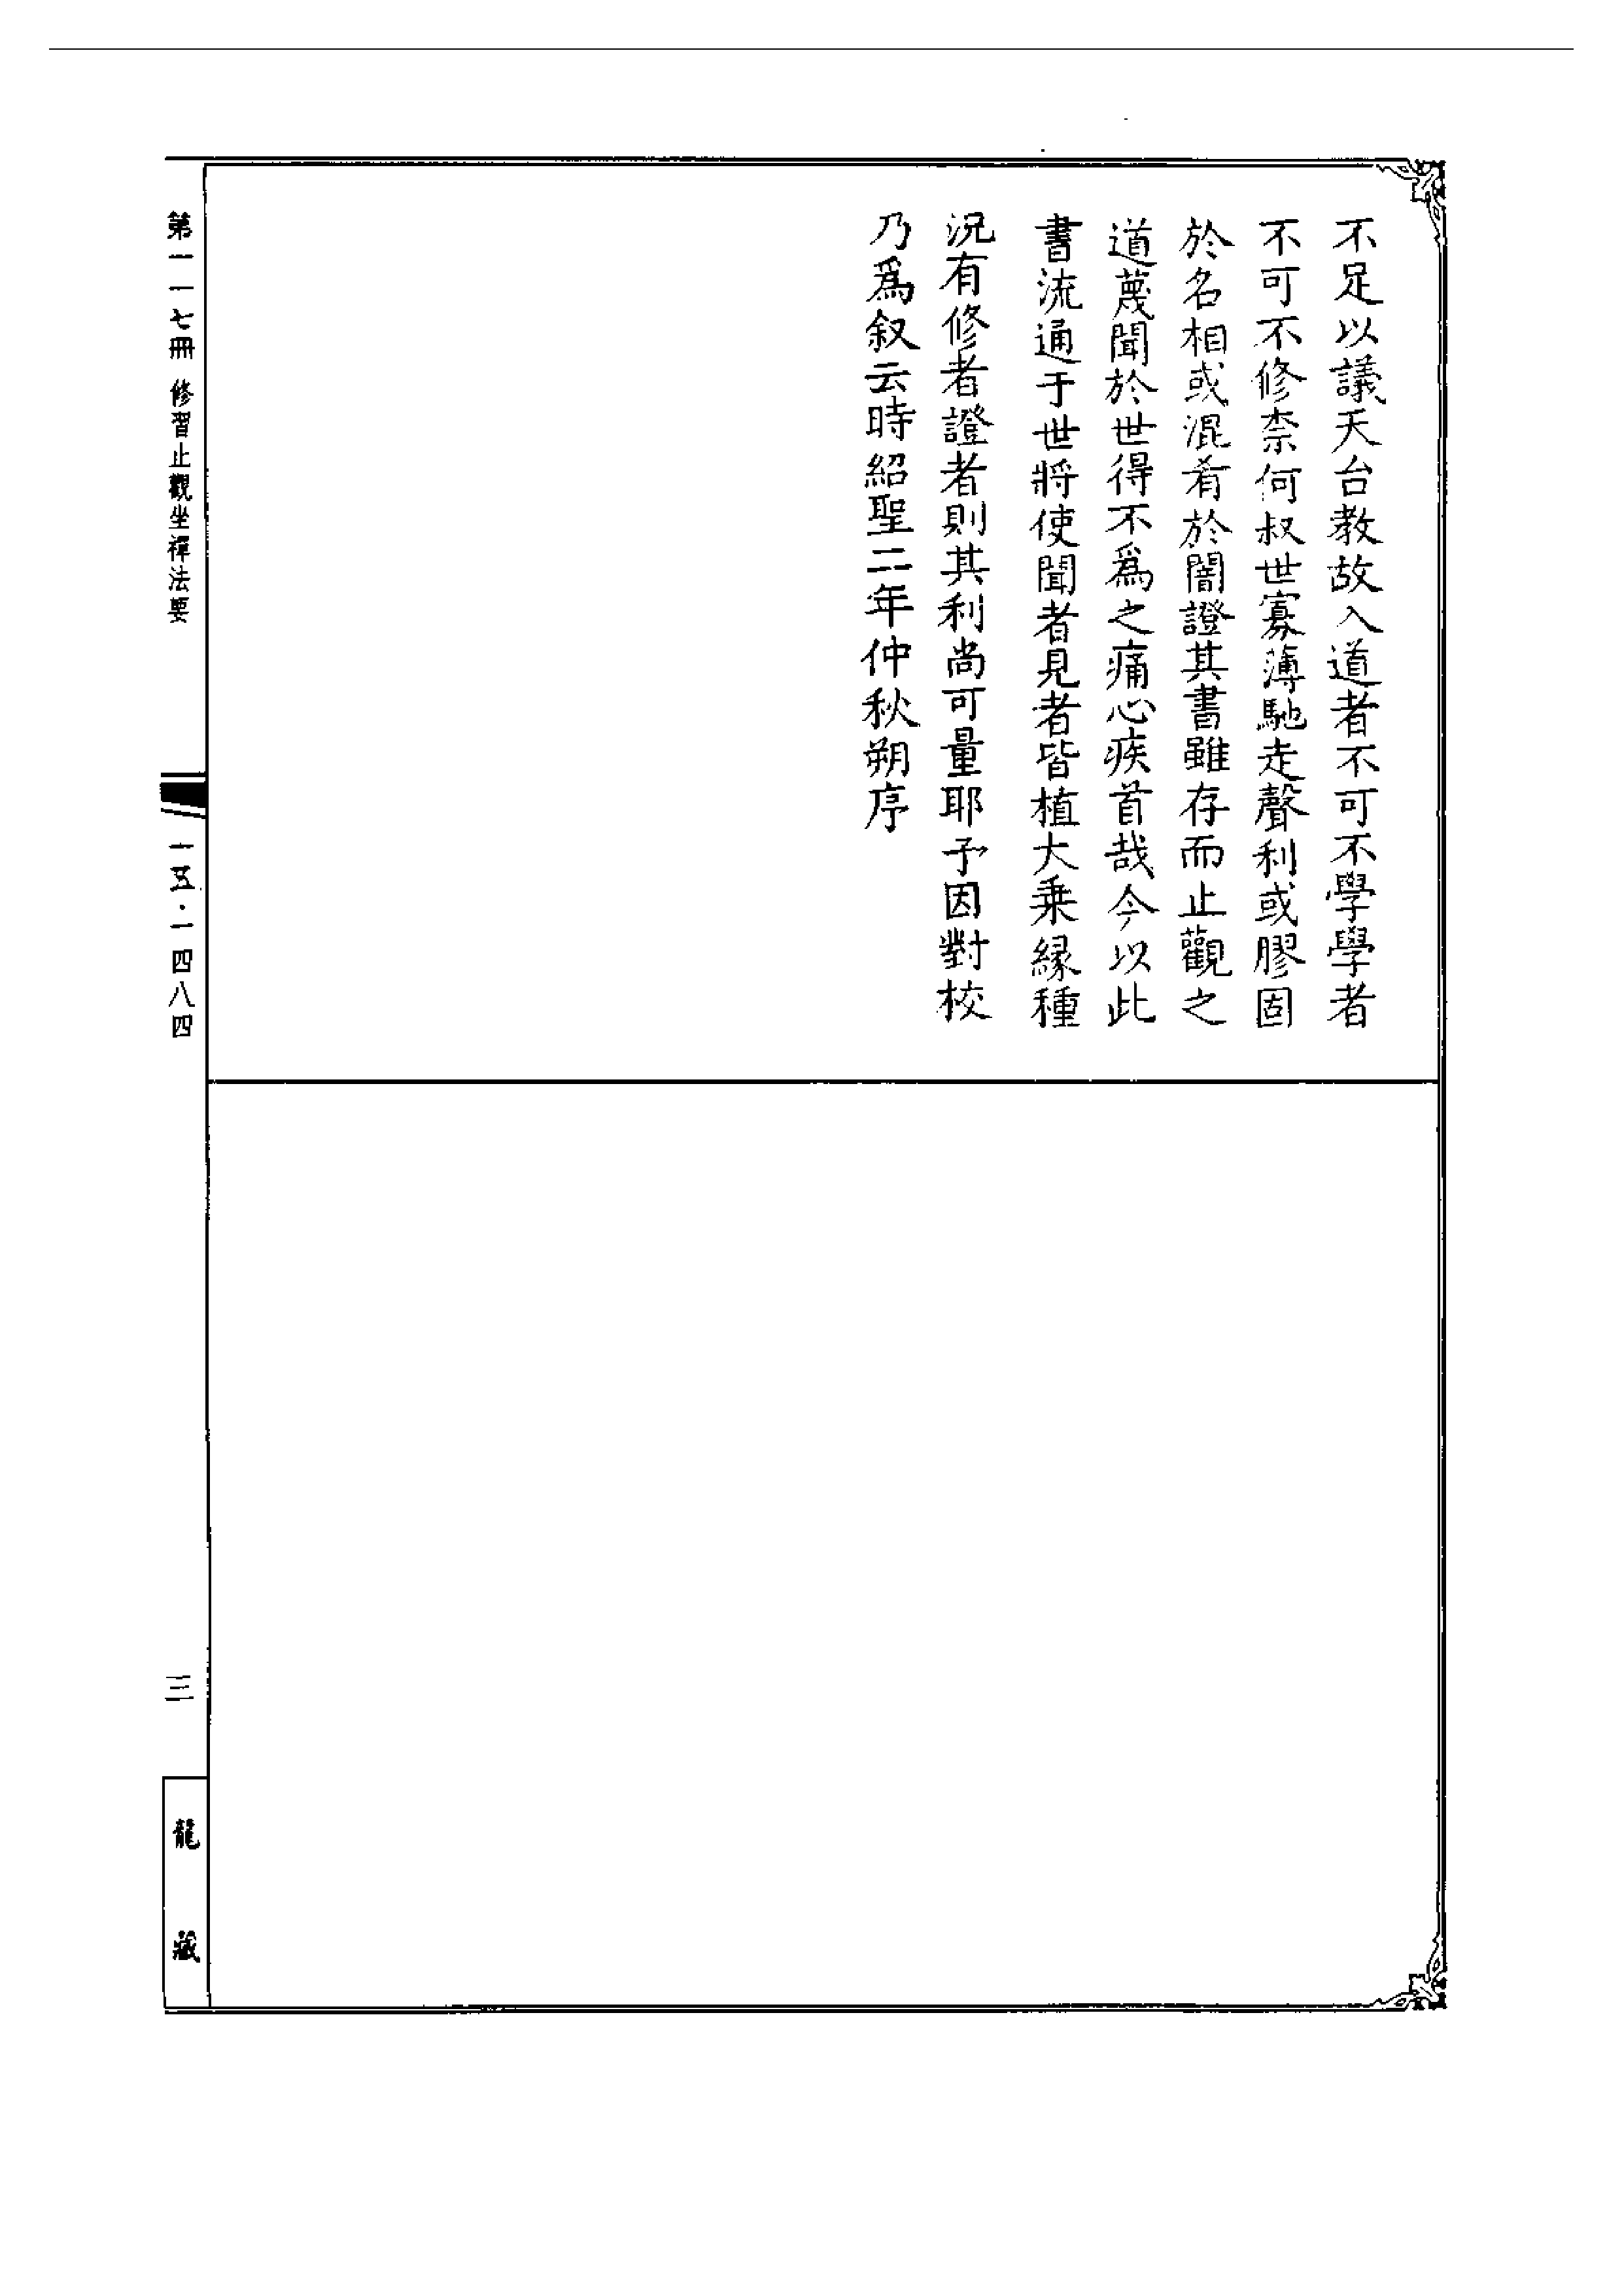 不足以議天台教故入道者不可不學學者
不可不修柰何叔世寡薄馳走聲利或膠固
於名相或混肴於闇證其書雖存而止觀之
道蔑聞於世得不爲之痛心疾首哉今以此
書流通于世將使聞者見者皆植大乗縁種
況有修者證者則其利尚可量耶予因對校
乃爲叙云時紹聖二年仲秋朔序
第一一七冊 修習止觀坐禪法要
一五·一四八四
三
龍藏